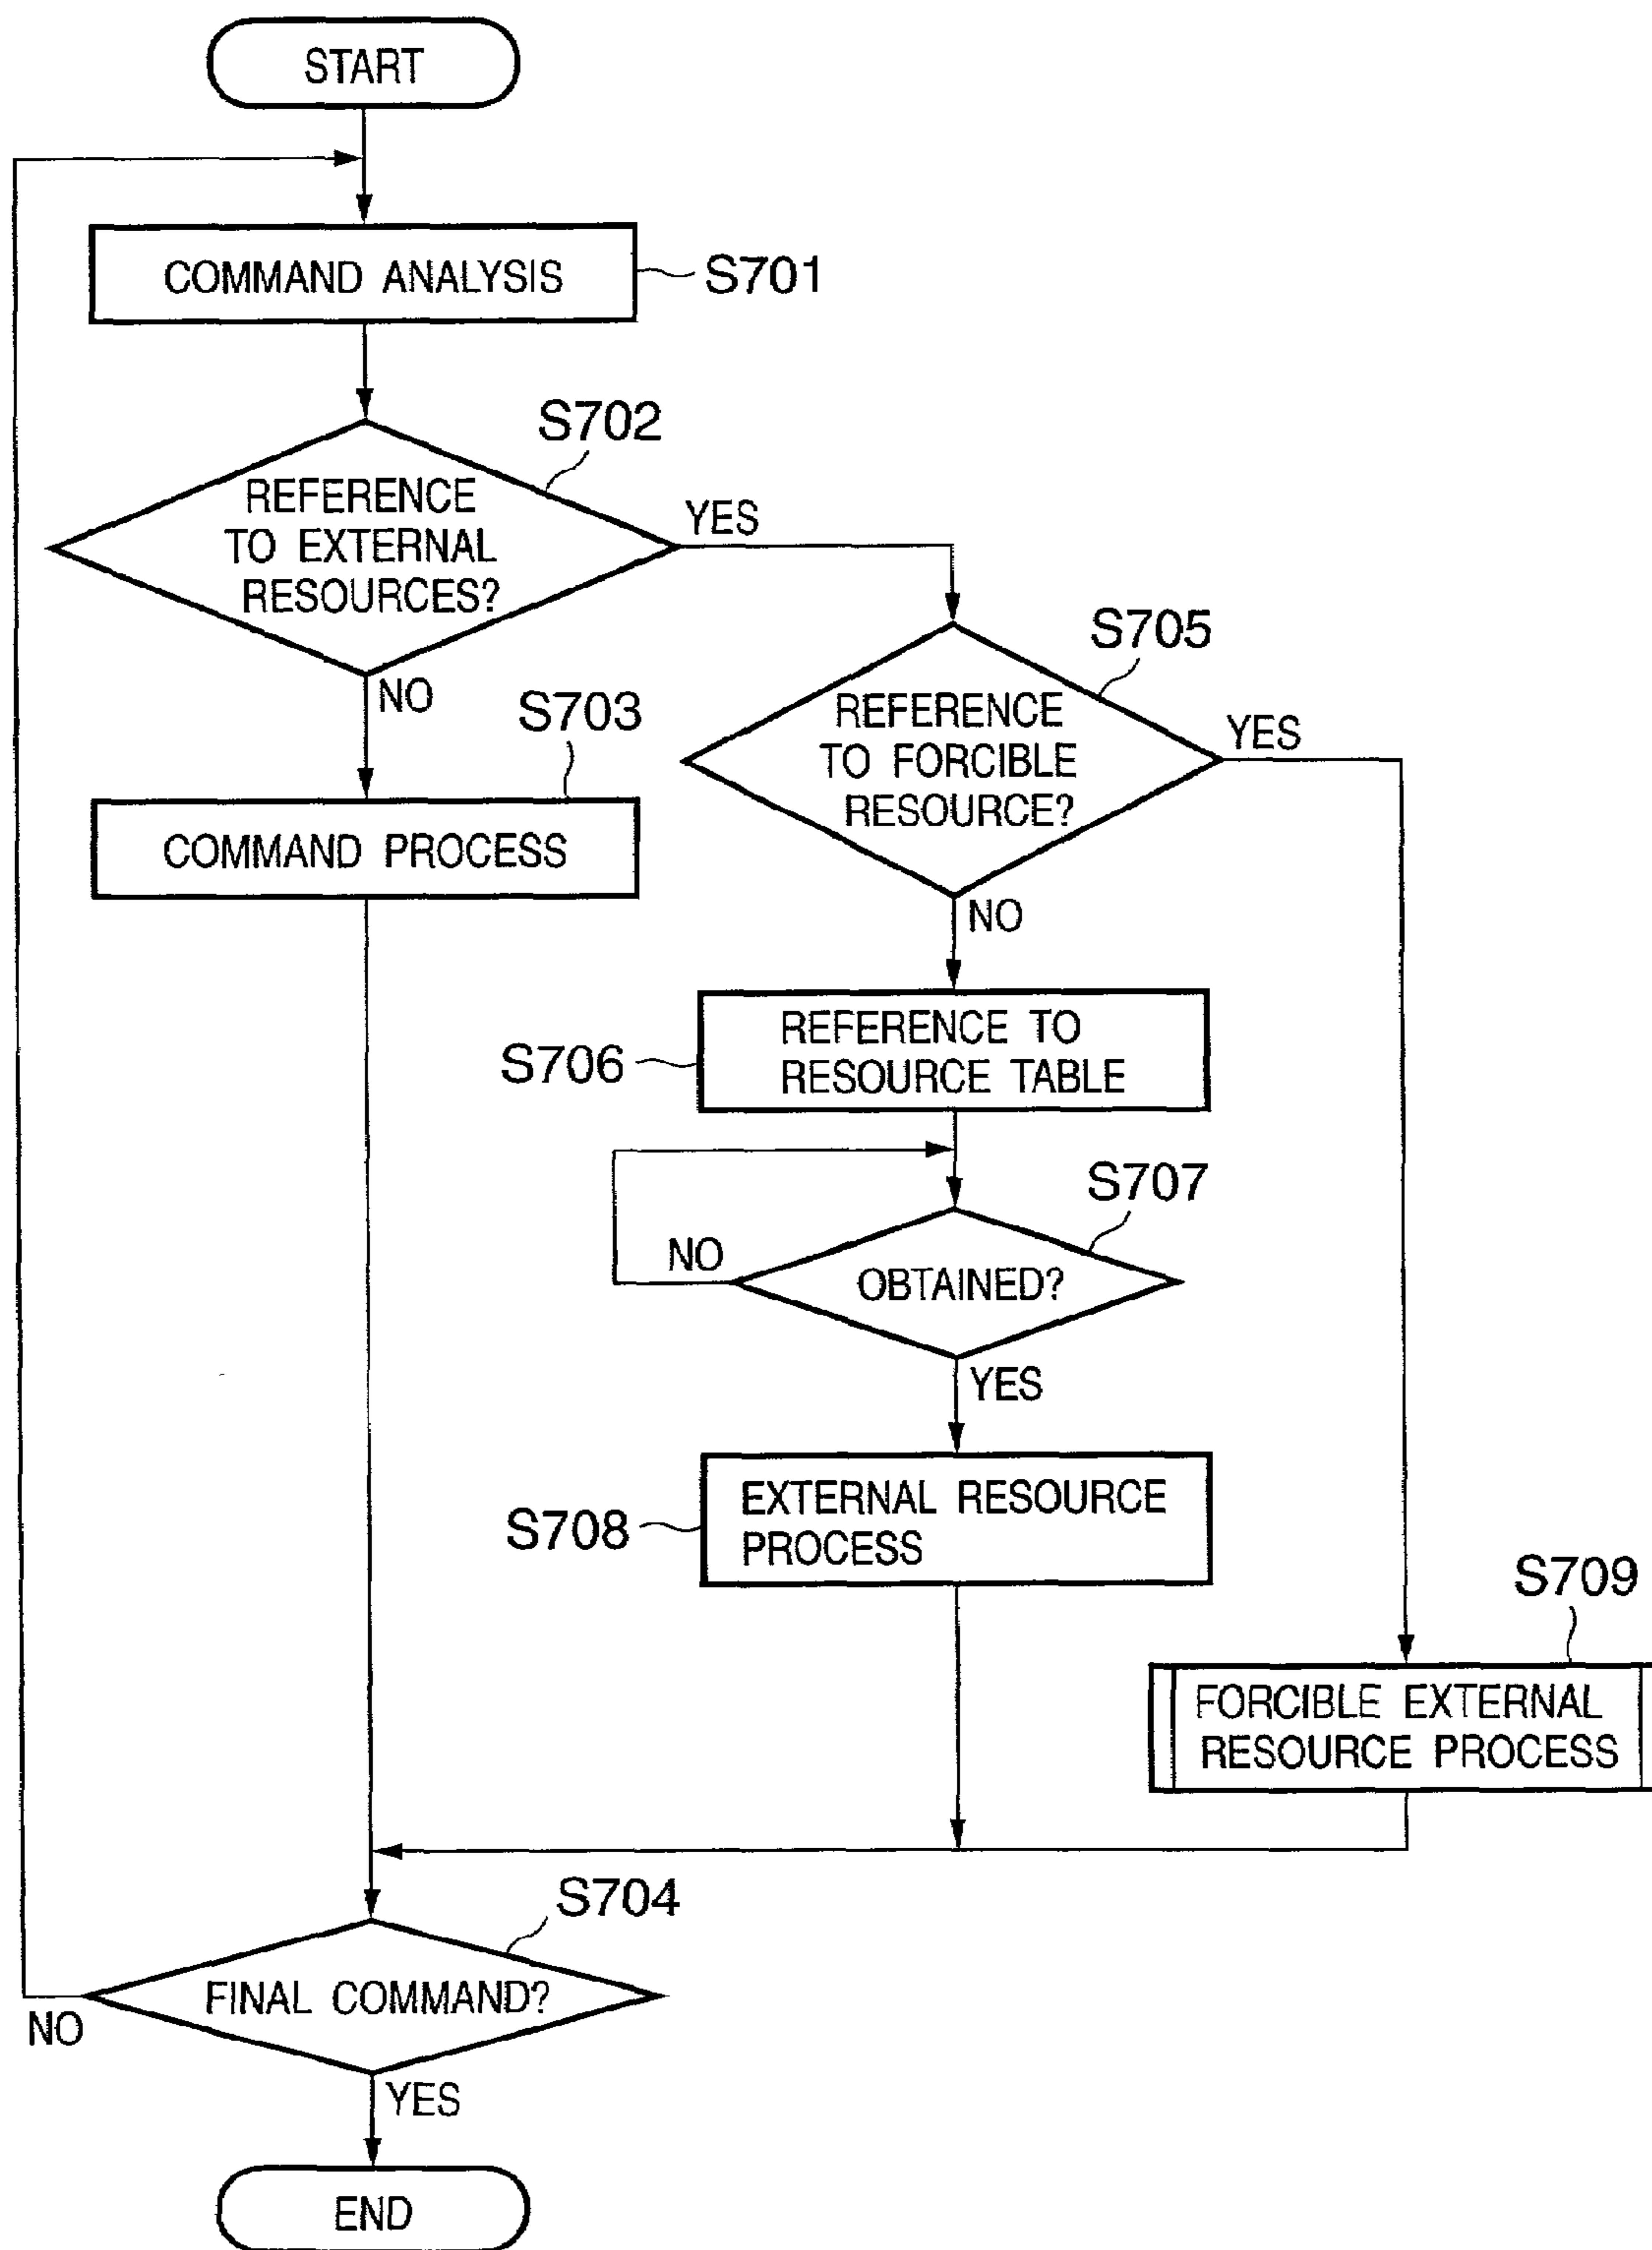 START
COMMAND ANALYSIS
S701
S702
REFERENCE
TO EXTERNAL
RESOURCES?
YES
NO
S703
COMMAND PROCESS
S705
REFERENCE
TO FORCIBLE
RESOURCE?
YES
NO
S706
REFERENCE TO
RESOURCE TABLE
S707
NO
OBTAINED?
YES
S708
EXTERNAL RESOURCE
PROCESS
S709
FORCIBLE EXTERNAL
RESOURCE PROCESS
S704
FINAL COMMAND?
NO
YES
END